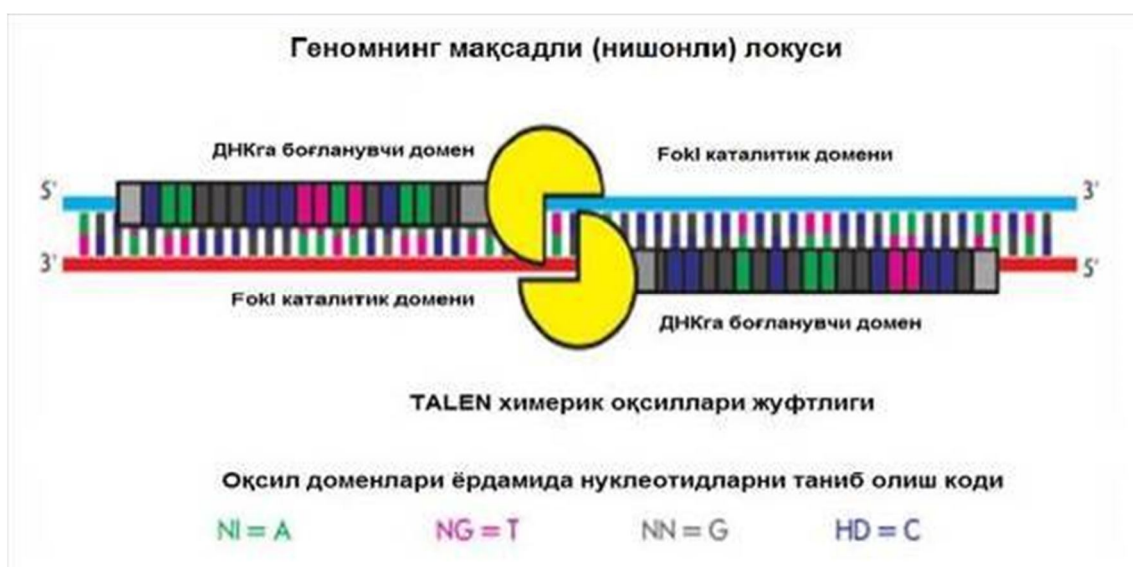 Геномнинг мақсадли (нишонли) локуси
ДНКга боғланувчи домен
FokI каталитик домени
5'
3'
3'
5'
FokI каталитик домени
ДНКга боғланувчи домен
TALEN химерик оқсиллари жуфтлиги
Оқсил доменлари ёрдамида нуклеотидларни таниб олиш коди
NI = A
NG = T
NN = G
HD = C